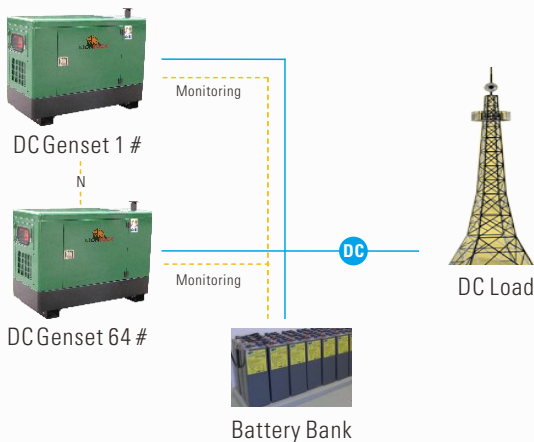 Monitoring
DC Genset 1 #
N
DC
Monitoring
DC Load
DC Genset 64 #
Battery Bank